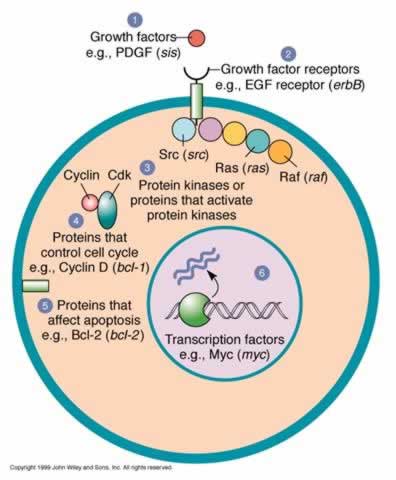 1
Growth factors
e.g., PDGF (sis)
2
Growth factor receptors
e.g., EGF receptor (erbB)
Src (src)
Ras (ras)
Raf (raf)
3
Protein kinases or
proteins that activate
protein kinases
Cyclin Cdk
4
Proteins that
control cell cycle
e.g., Cyclin D (bcl-1)
5
Proteins that
affect apoptosis
e.g., Bcl-2 (bcl-2)
6
Transcription factors
e.g., Myc (myc)
Copyright 1999 John Wiley and Sons, Inc. All rights reserved.